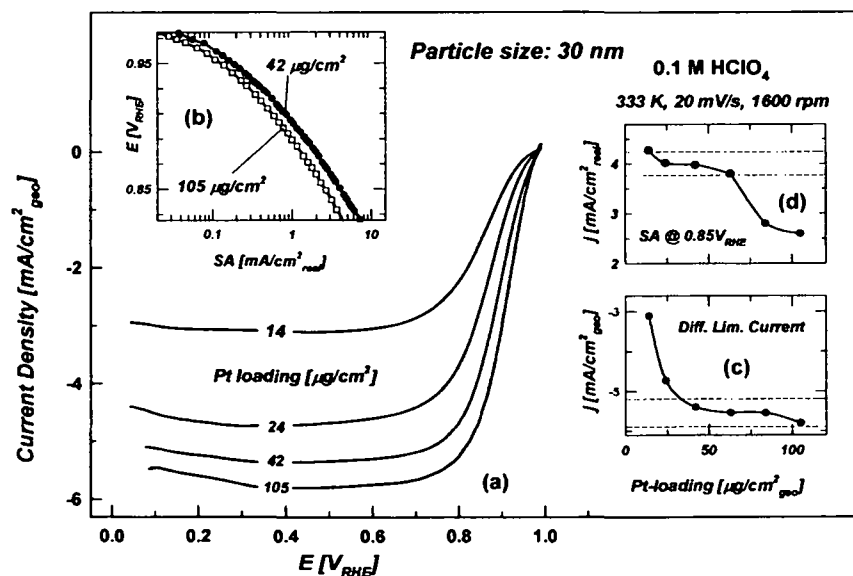 Particle size: 30 nm
0.1 M HClO4
333 K, 20 mV/s, 1600 rpm
E [VRHE]
0.95
0.85
(b)
42 µg/cm2
105 µg/cm2
0.1
1
10
SA [mA/cm2real]
Current Density [mA/cm2geo]
0
-2
-4
-6
14
Pt loading [µg/cm2]
24
42
105
(a)
0.0
0.2
0.4
0.6
0.8
1.0
E [VRHE]
J [mA/cm2real]
4
2
(d)
SA @ 0.85VRHE
J [mA/cm2geo]
-3
-5
Diff. Lim. Current
(c)
0
50
100
Pt-loading [µg/cm2geo]